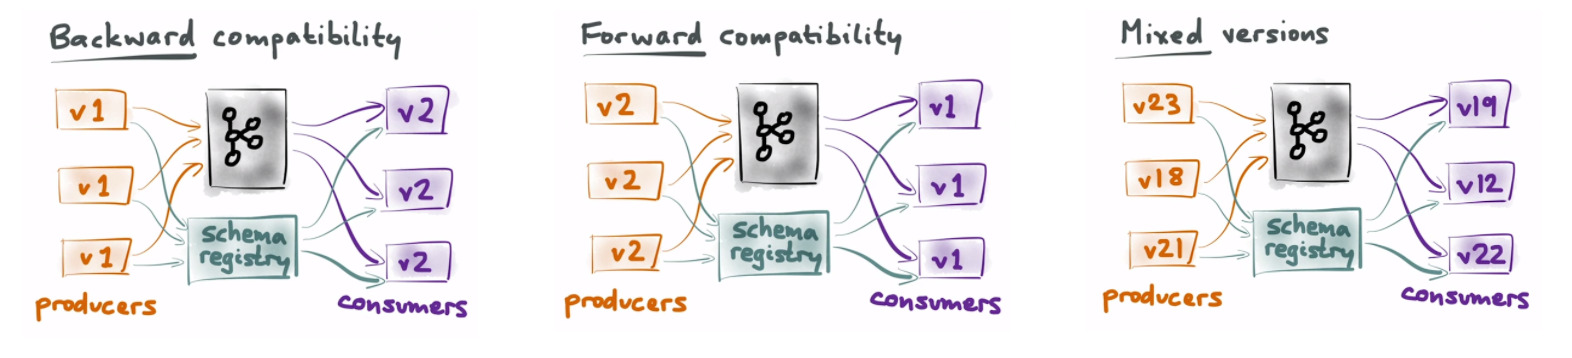 Backward compatibility
v1
v2
v1
v2
schema
registry
v1
v2
producers
consumers
Forward compatibility
v2
v1
v2
v1
schema
registry
v2
v1
producers
consumers
Mixed versions
v23
v19
v18
v12
schema
registry
v21
v22
producers
consumers